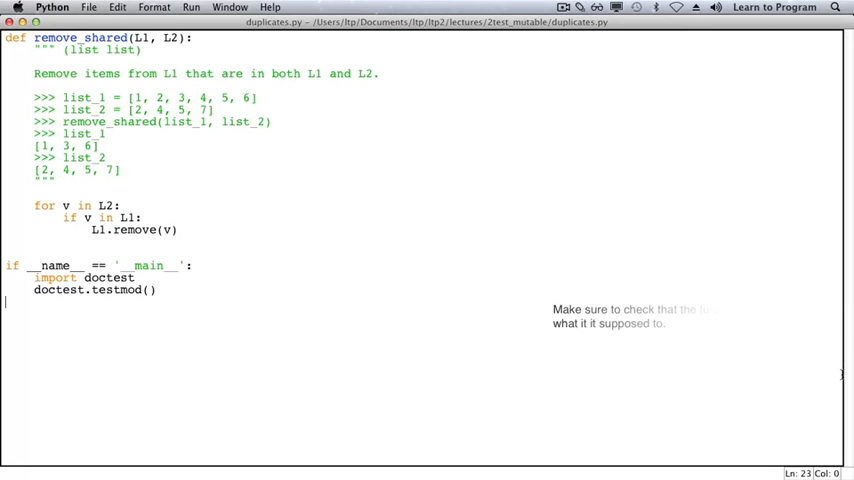 Python File Edit Format Run Window Help Learn to Program
duplicates.py - /Users/ltp/Documents/ltp/ltp2/lectures/2test_mutable/duplicates.py
def remove_shared(L1, L2):
""" (list list)
Remove items from L1 that are in both L1 and L2.
>>> list_1 = [1, 2, 3, 4, 5, 6]
>>> list_2 = [2, 4, 5, 7]
>>> remove_shared(list_1, list_2)
>>> list_1
[1, 3, 6]
>>> list_2
[2, 4, 5, 7]
"""
for v in L2:
if v in L1:
L1.remove(v)
if __name__ == '__main__':
import doctest
doctest.testmod()
Make sure to check that the
what it it supposed to.
Ln: 23 Col: 0